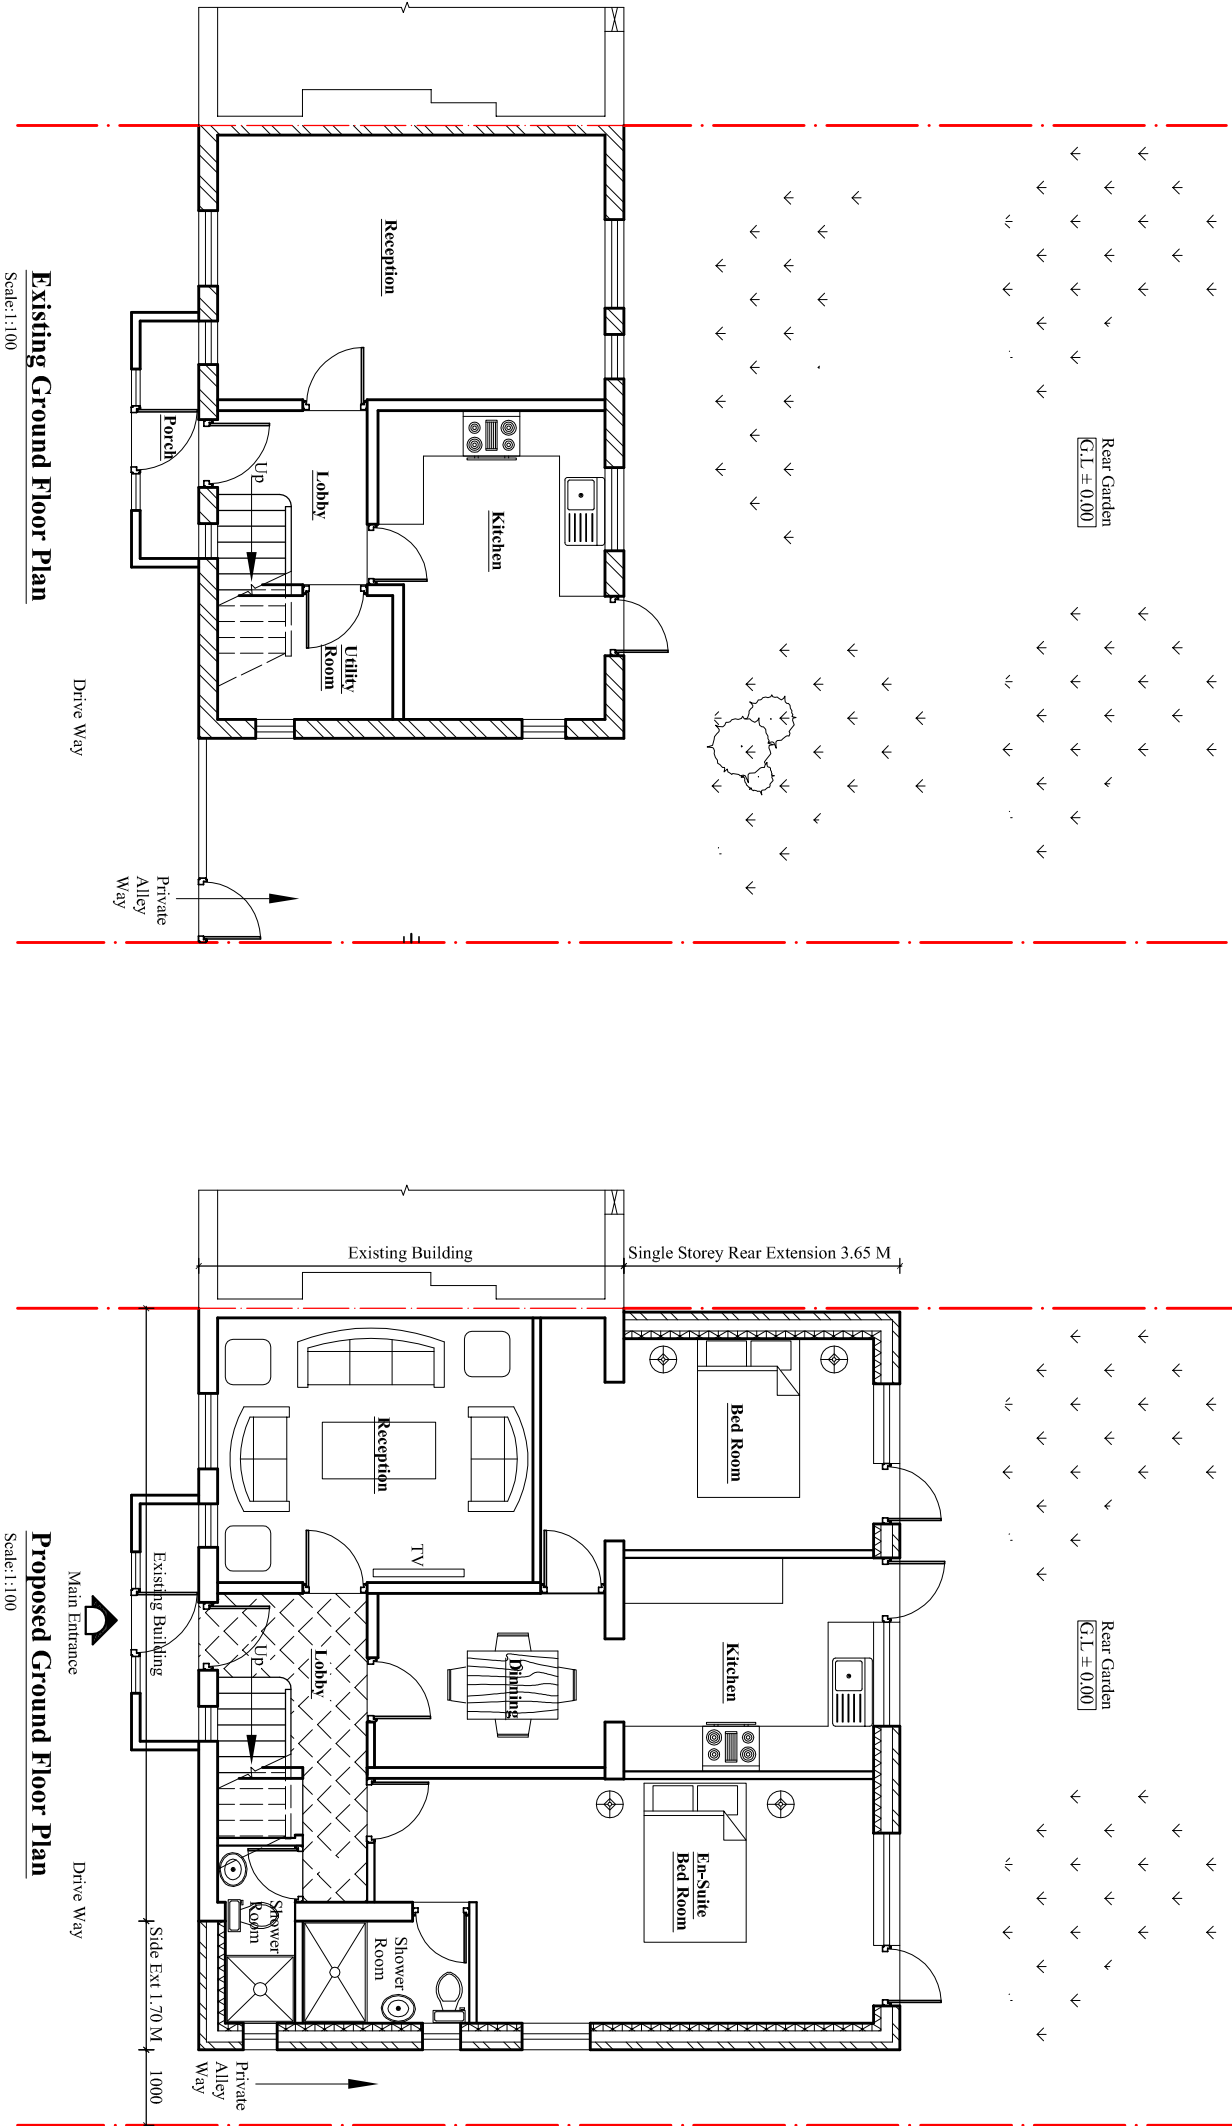 Rear Garden
G.L ± 0.00
Reception
Kitchen
Lobby
Up
Utility
Room
Porch
Drive Way
Private
Alley
Way
Existing Ground Floor Plan
Scale:1:100
Rear Garden
G.L ± 0.00
Existing Building
Single Storey Rear Extension 3.65 M
Bed Room
Kitchen
En-Suite
Bed Room
Reception
TV
Dinning
Lobby
Up
Shower
Room
Shower
Room
Existing Building
Side Ext 1.70 M
1000
Main Entrance
Drive Way
Private
Alley
Way
Proposed Ground Floor Plan
Scale:1:100